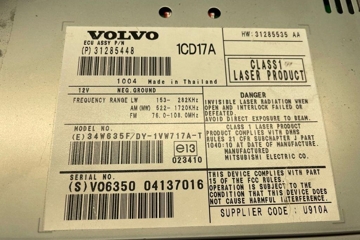 VOLVO
1CD17A
HW: 31285535 AA
ECU ASSY P/N
(P) 31285448
CLASS 1
LASER PRODUCT
1004 Made in Thailand
12V NEG. GROUND
FREQUENCY RANGE LW 153- 282KHz
AM (MW) 522- 1720KHz
FM 76.0-108.0MHz
DANGER
INVISIBLE LASER RADIATION WHEN
OPEN AND INTERLOCK FAILED OR
DEFEATED.
AVOID DIRECT EXPOSURE TO BEAM.
MANUFACTURED
PRODUCT COMPLIES WITH DHHS
RULES 21 CFR SUBCHAPTER J PART
1040.10 AT DATE OF MANUFACTURE.
MANUFACTURED
MITSUBISHI ELECTRIC CO.
MODEL NO.
(E) 34W635F/DY-1VW717A-T
e13
023410
SERIAL NO.
(S) VO6350 04137016
THIS DEVICE COMPLIES WITH PART
15 OF THE FCC RULES.
OPERATION IS SUBJECT TO THE
CONDITION THAT THIS DEVICE DOES
NOT CAUSE HARMFUL INTERFERENCE.
SUPPLIER CODE: U910A